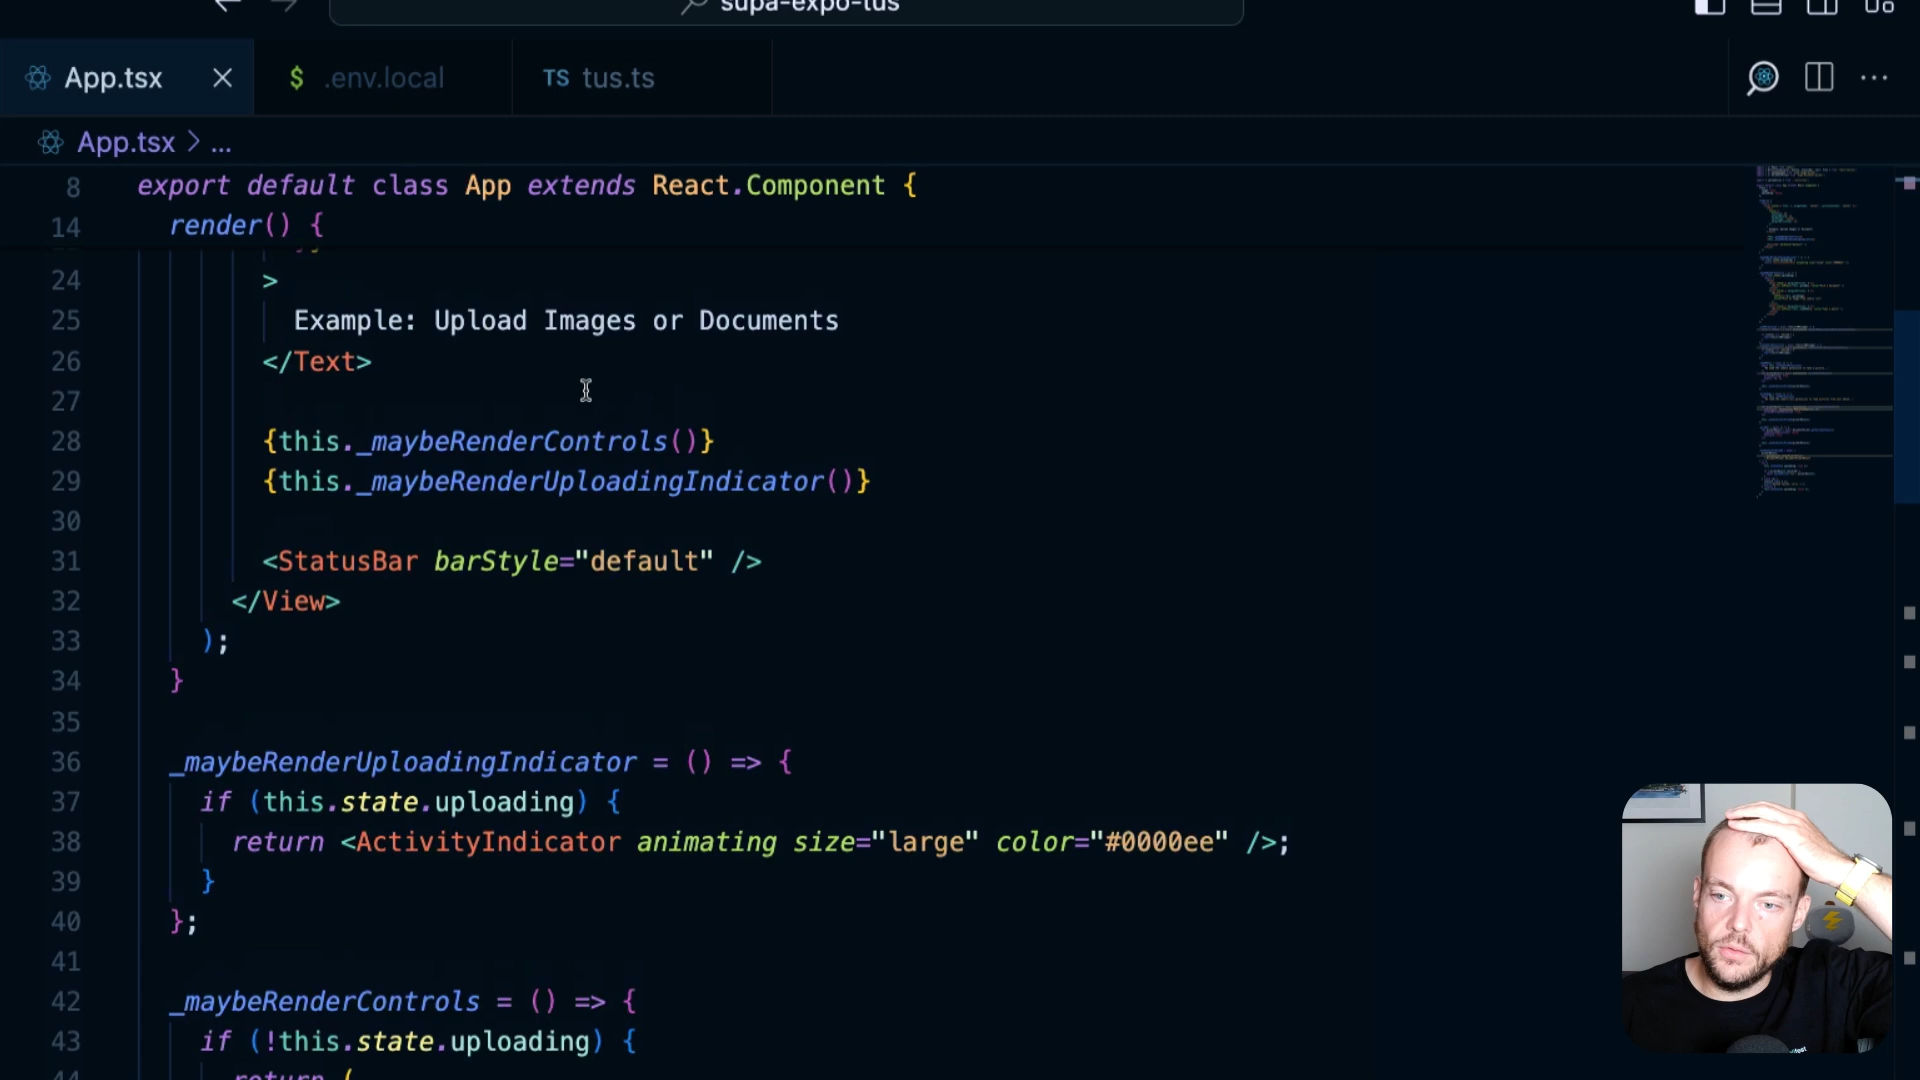 supa-expo-tus
App.tsx
$ .env.local
TS tus.ts
App.tsx > ...
8 export default class App extends React.Component {
14 render() {
24 >
25 Example: Upload Images or Documents
26 </Text>
27
28 {this._maybeRenderControls()}
29 {this._maybeRenderUploadingIndicator()}
30
31 <StatusBar barStyle="default" />
32 </View>
33 );
34 }
35
36 _maybeRenderUploadingIndicator = () => {
37 if (this.state.uploading) {
38 return <ActivityIndicator animating size="large" color="#0000ee" />;
39 }
40 };
41
42 _maybeRenderControls = () => {
43 if (!this.state.uploading) {
44 return (